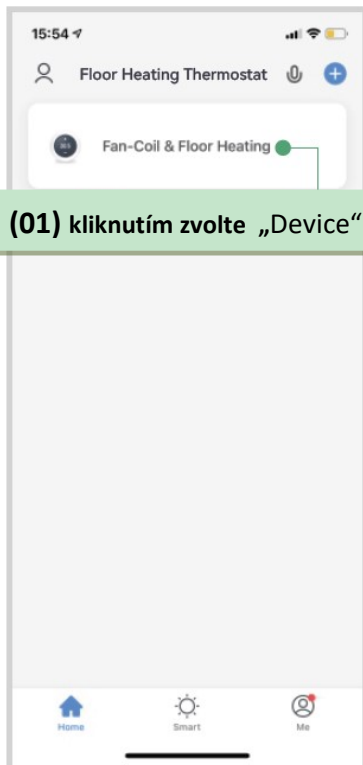 15:54
Floor Heating Thermostat
Fan-Coil & Floor Heating
(01) kliknutím zvolte „Device“
Home
Smart
Me